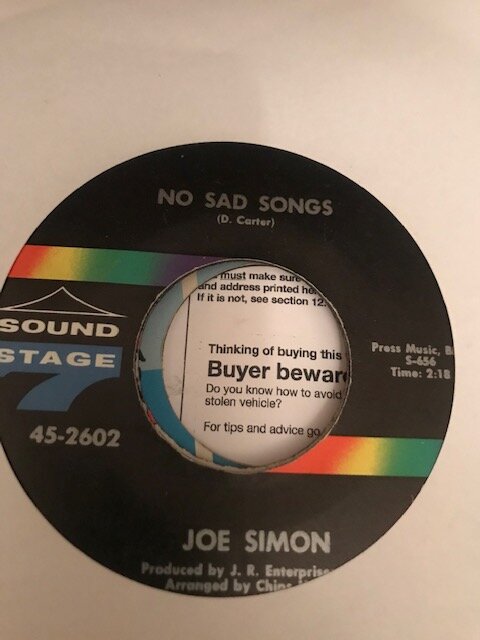 NO SAD SONGS
(D. Carter)
must make sure
and address printed
If it is not, see section 12.
SOUND
STAGE
7
Thinking of buying this
Buyer beware
Do you know how to avoid
stolen vehicle?
For tips and advice go
Press Music,
S-656
Time: 2:18
45-2602
JOE SIMON
Produced by J. R. Enterprise
Arranged by Chips